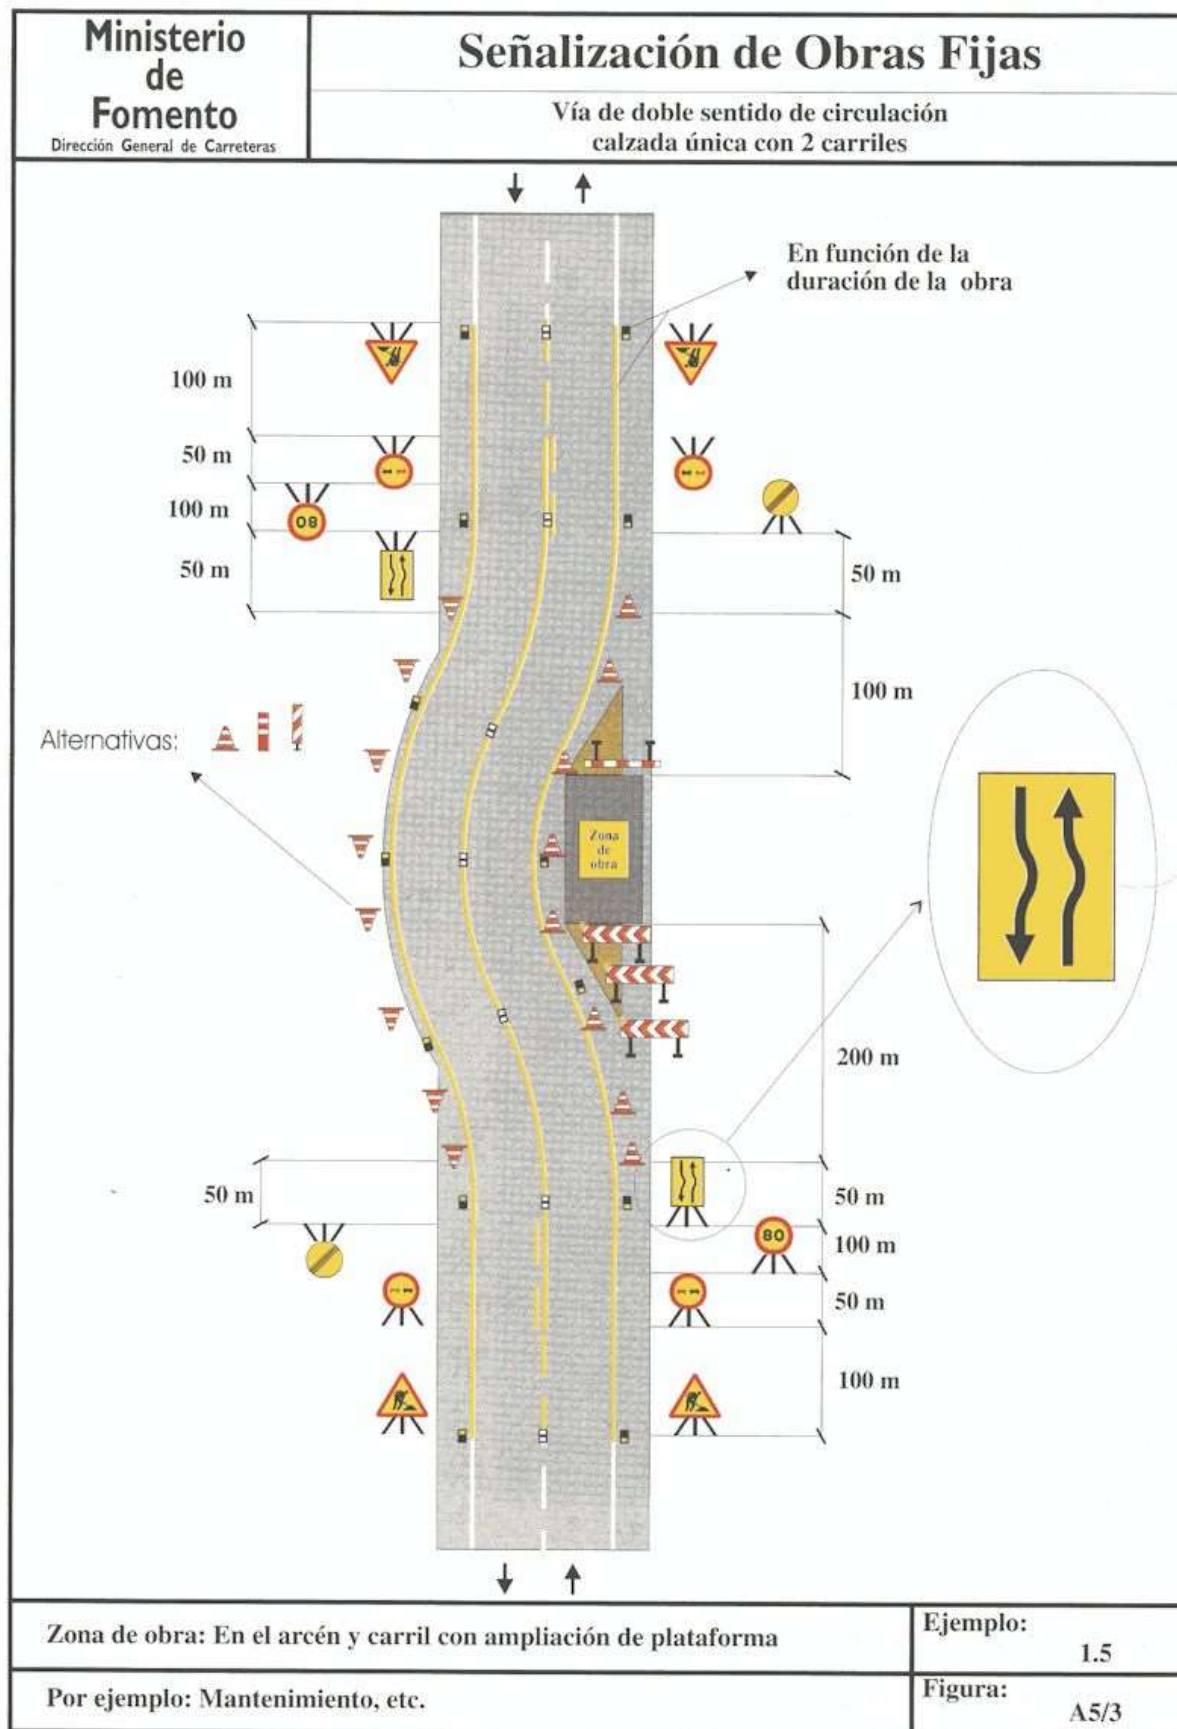 Ministerio
de
Fomento
Dirección General de Carreteras
Señalización de Obras Fijas
Vía de doble sentido de circulación
calzada única con 2 carriles
En función de la
duración de la obra
100 m
50 m
100 m
80
50 m
50 m
100 m
Alternativas:
Zona
de
obra
200 m
50 m
50 m
80
100 m
50 m
100 m
Zona de obra: En el arcén y carril con ampliación de plataforma
Ejemplo:
1.5
Por ejemplo: Mantenimiento, etc.
Figura:
A5/3